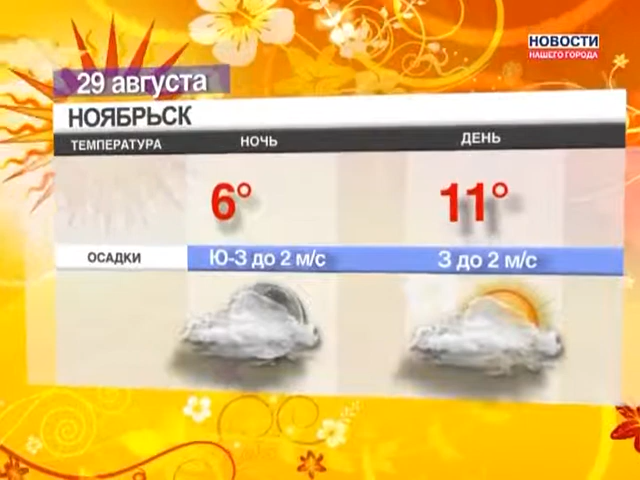 НОВОСТИ
НАШЕГО ГОРОДА
29 августа
НОЯБРЬСК
ТЕМПЕРАТУРА НОЧЬ ДЕНЬ
6° 11°
ОСАДКИ Ю-З до 2 м/с З до 2 м/с